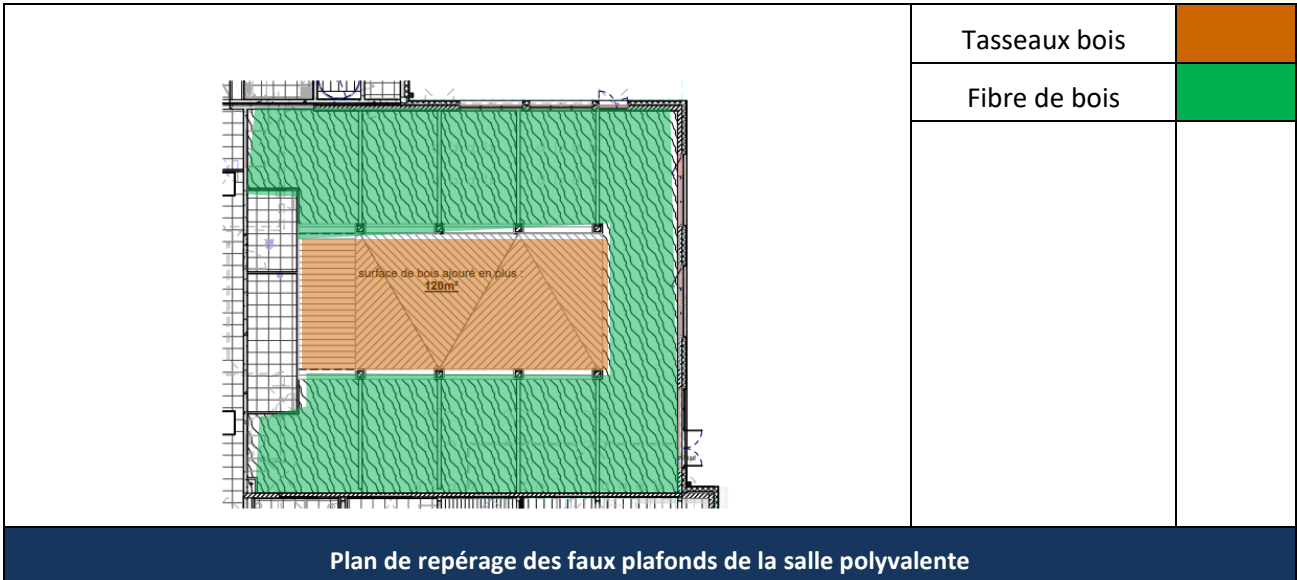 Tasseaux bois
Fibre de bois
surface de bois ajouré en plus :
120m²
Plan de repérage des faux plafonds de la salle polyvalente